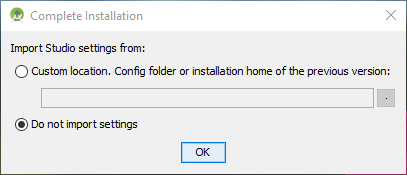 Complete Installation
Import Studio settings from:
Custom location. Config folder or installation home of the previous version:
.
Do not import settings
OK